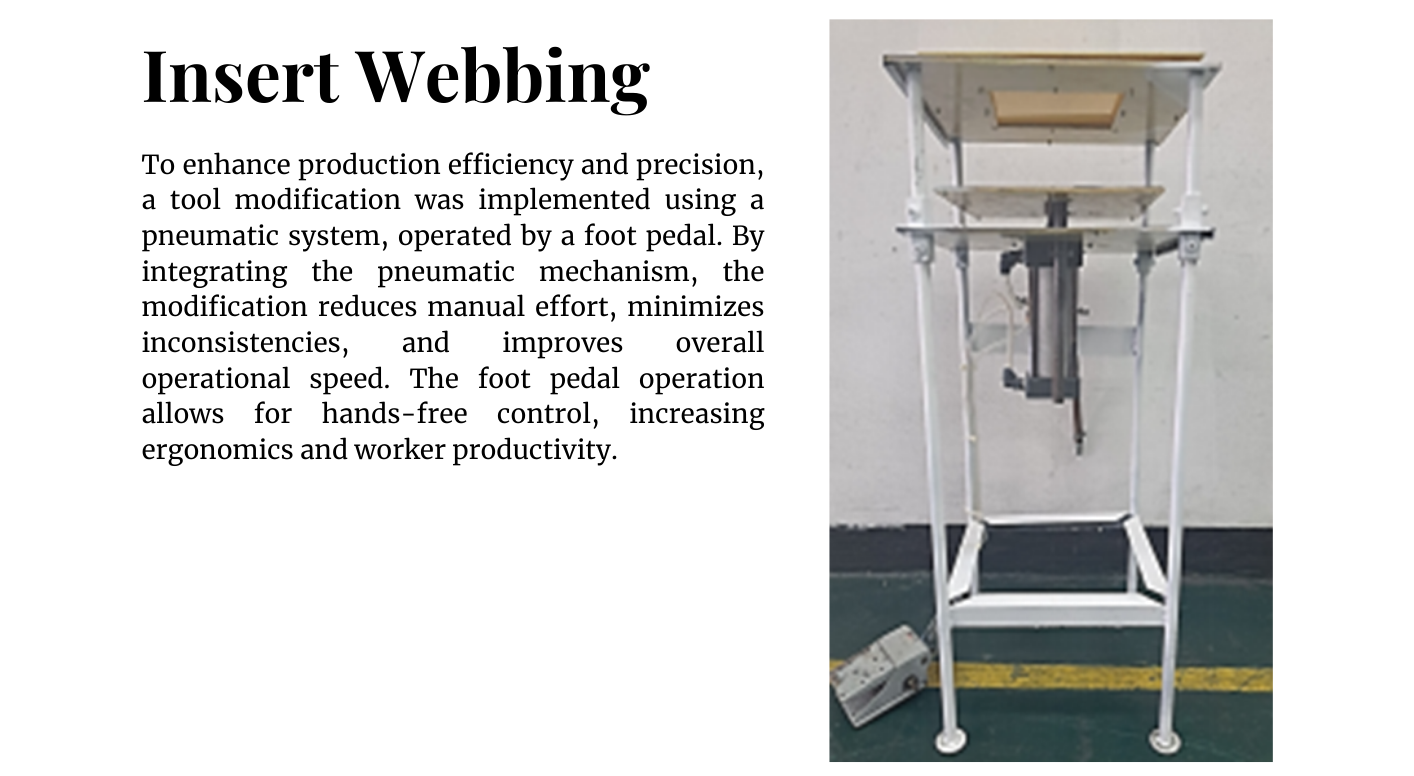 Insert Webbing
To enhance production efficiency and precision,
a tool modification was implemented using a
pneumatic system, operated by a foot pedal. By
integrating the pneumatic mechanism, the
modification reduces manual effort, minimizes
inconsistencies, and improves overall
operational speed. The foot pedal operation
allows for hands-free control, increasing
ergonomics and worker productivity.